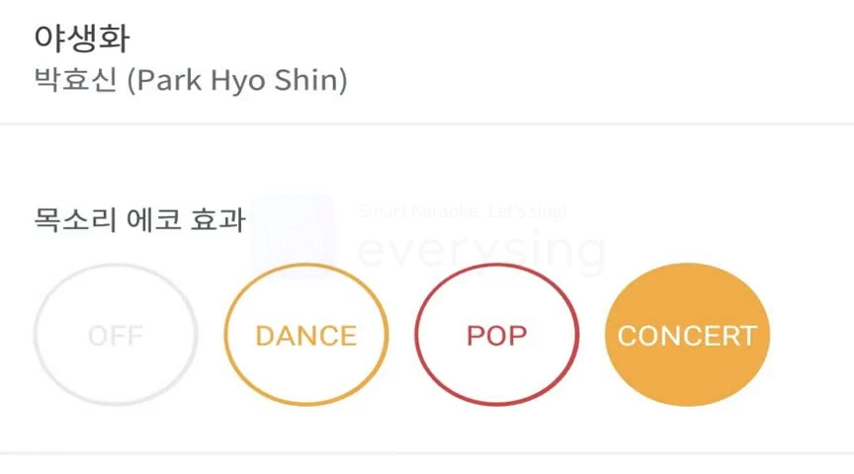 야생화
박효신 (Park Hyo Shin)
목소리 에코 효과
Smart Karaoke. Let's sing!
everysing
OFF
DANCE
POP
CONCERT